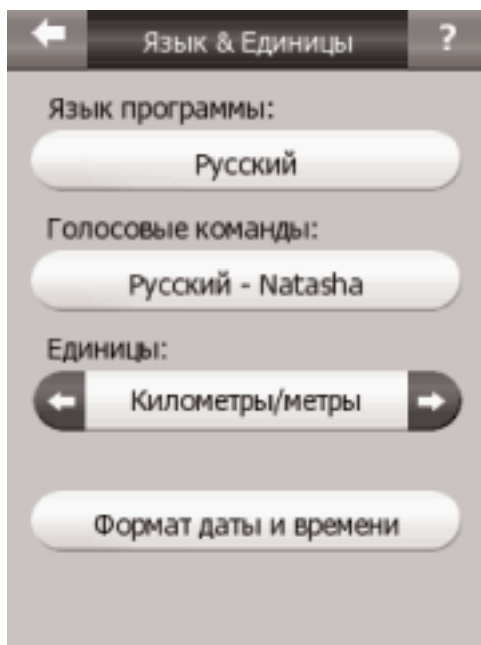 Язык & Единицы ?
Язык программы:
Русский
Голосовые команды:
Русский - Natasha
Единицы:
Километры/метры
Формат даты и времени